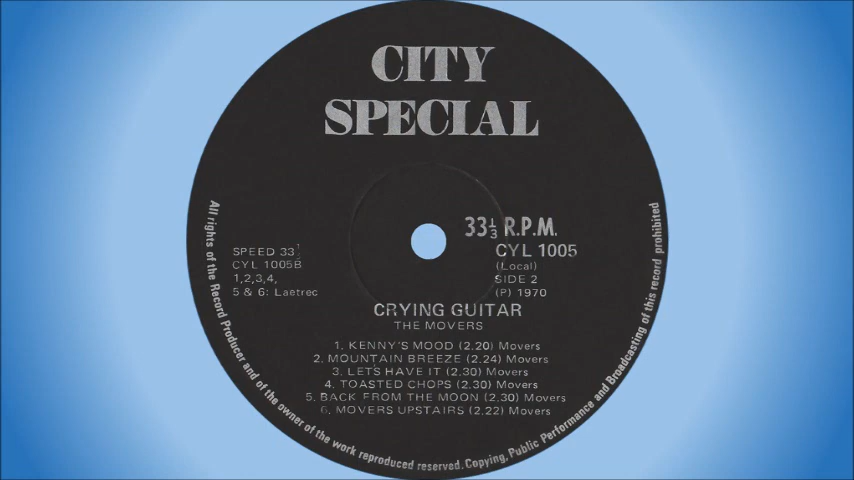 CITY
SPECIAL
33⅓ R.P.M.
CYL 1005
(Local)
SIDE 2
(P) 1970
SPEED 33⅓
CYL 1005B
1,2,3,4,
5 & 6: Laetrec
CRYING GUITAR
THE MOVERS
1. KENNY'S MOOD (2.20) Movers
2. MOUNTAIN BREEZE (2.24) Movers
3. LET'S HAVE IT (2.30) Movers
4. TOASTED CHOPS (2.30) Movers
5. BACK FROM THE MOON (2.30) Movers
6. MOVERS UPSTAIRS (2.22) Movers
All rights of the Record Producer and of the owner of the work reproduced reserved. Copying, Public Performance and Broadcasting of this record prohibited